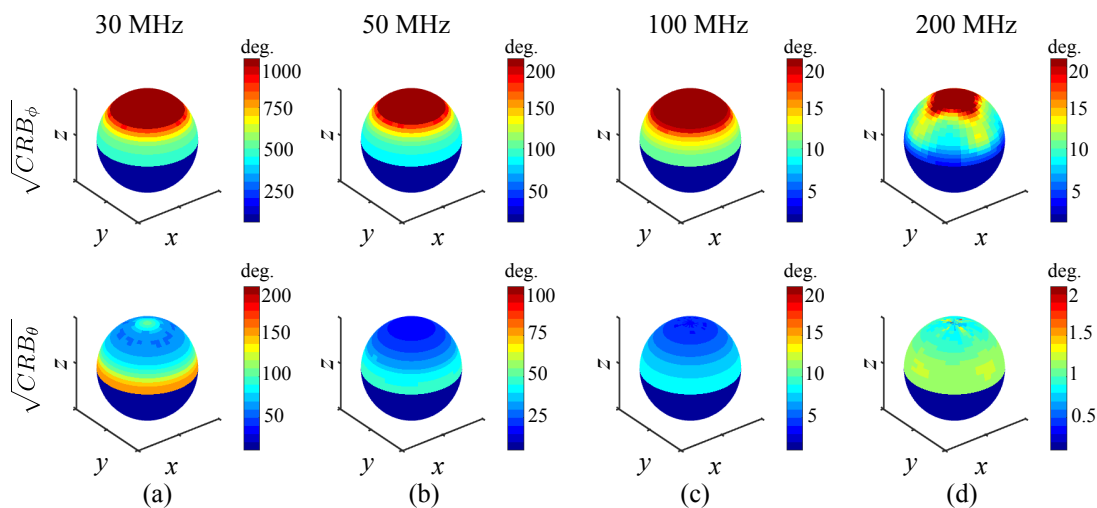 30 MHz 50 MHz 100 MHz 200 MHz
deg. deg. deg. deg.
√CRB_ϕ
1000
750
500
250
z
y
x
200
150
100
50
z
y
x
20
15
10
5
z
y
x
20
15
10
5
z
y
x
deg. deg. deg. deg.
√CRB_θ
200
150
100
50
z
y
x
100
75
50
25
z
y
x
20
15
10
5
z
y
x
2
1.5
1
0.5
z
y
x
(a) (b) (c) (d)